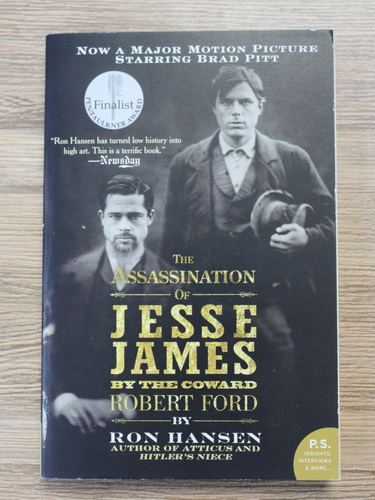 NOW A MAJOR MOTION PICTURE
STARRING BRAD PITT
Finalist
PEN/FAULKNER AWARD
"Ron Hansen has turned low history into
high art. This is a terrific book."
—Newsday
THE
ASSASSINATION
OF
JESSE
JAMES
BY THE COWARD
ROBERT FORD
BY
RON HANSEN
AUTHOR OF ATTICUS AND
HITLER'S NIECE
P.S.
INSIGHTS,
INTERVIEWS
& MORE...